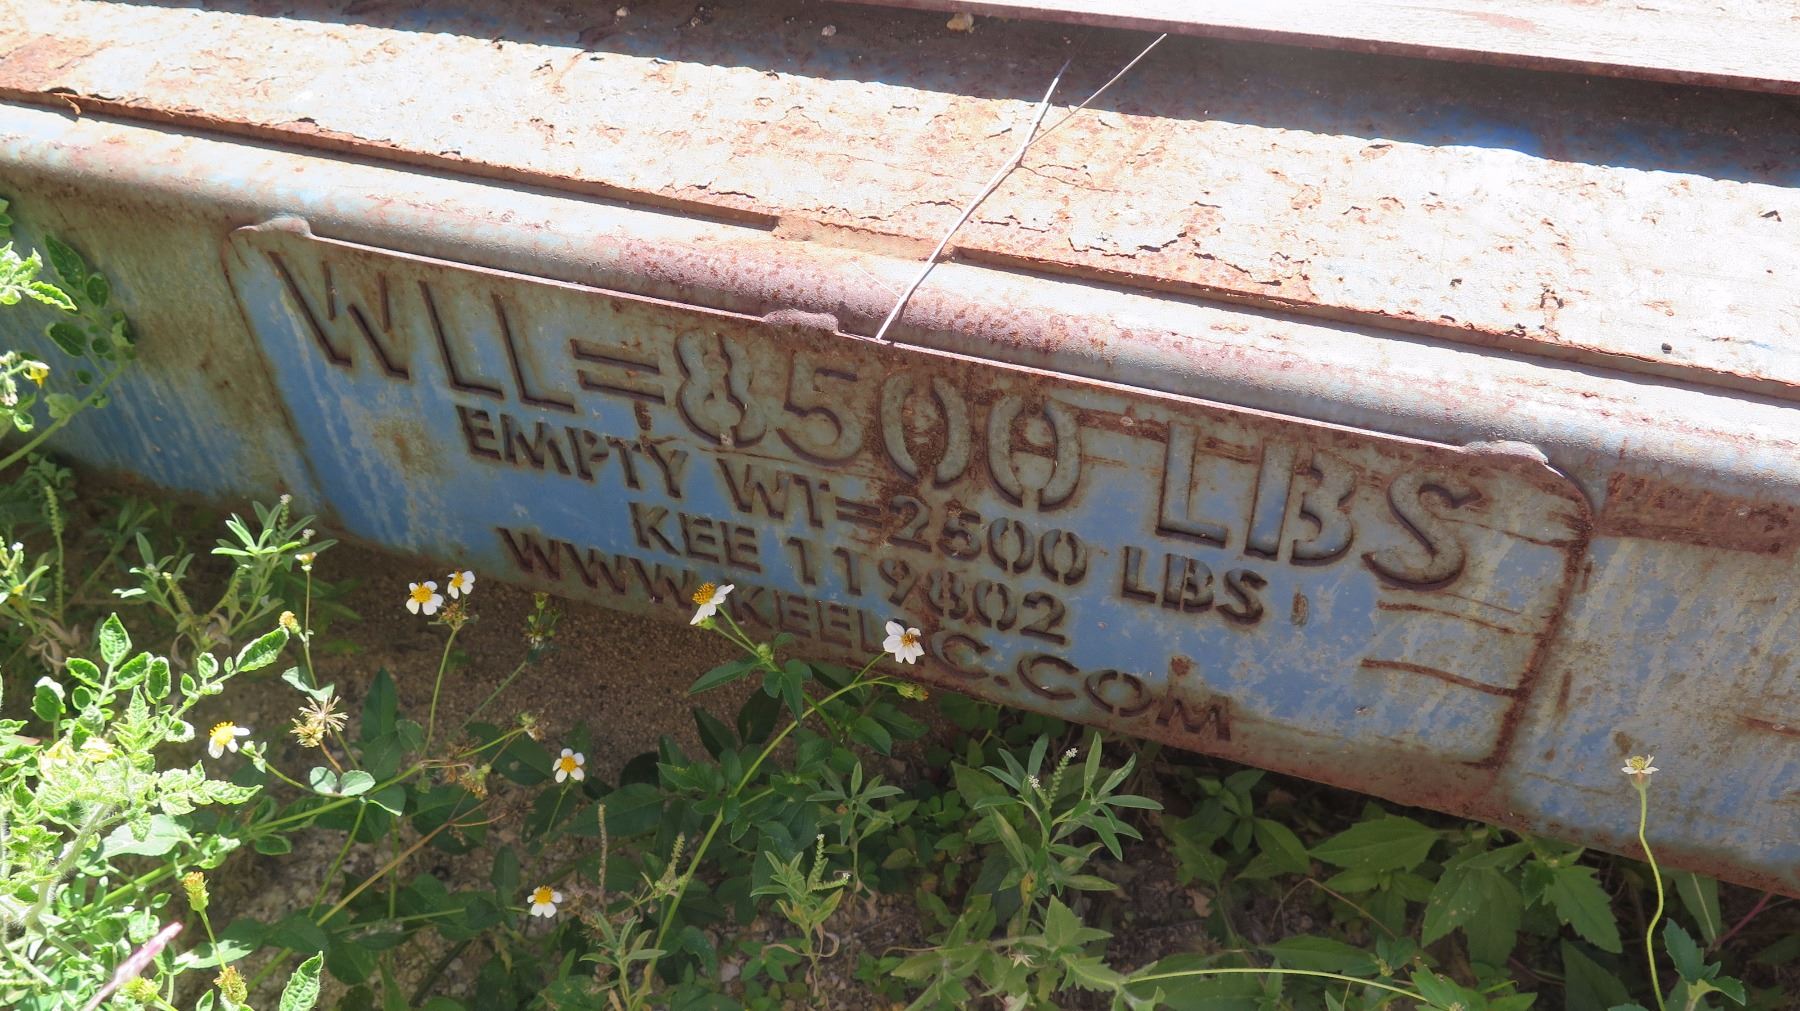 WLL=8500 LBS
EMPTY WT=2500 LBS
KEE 119802
WWW.KEELLC.COM